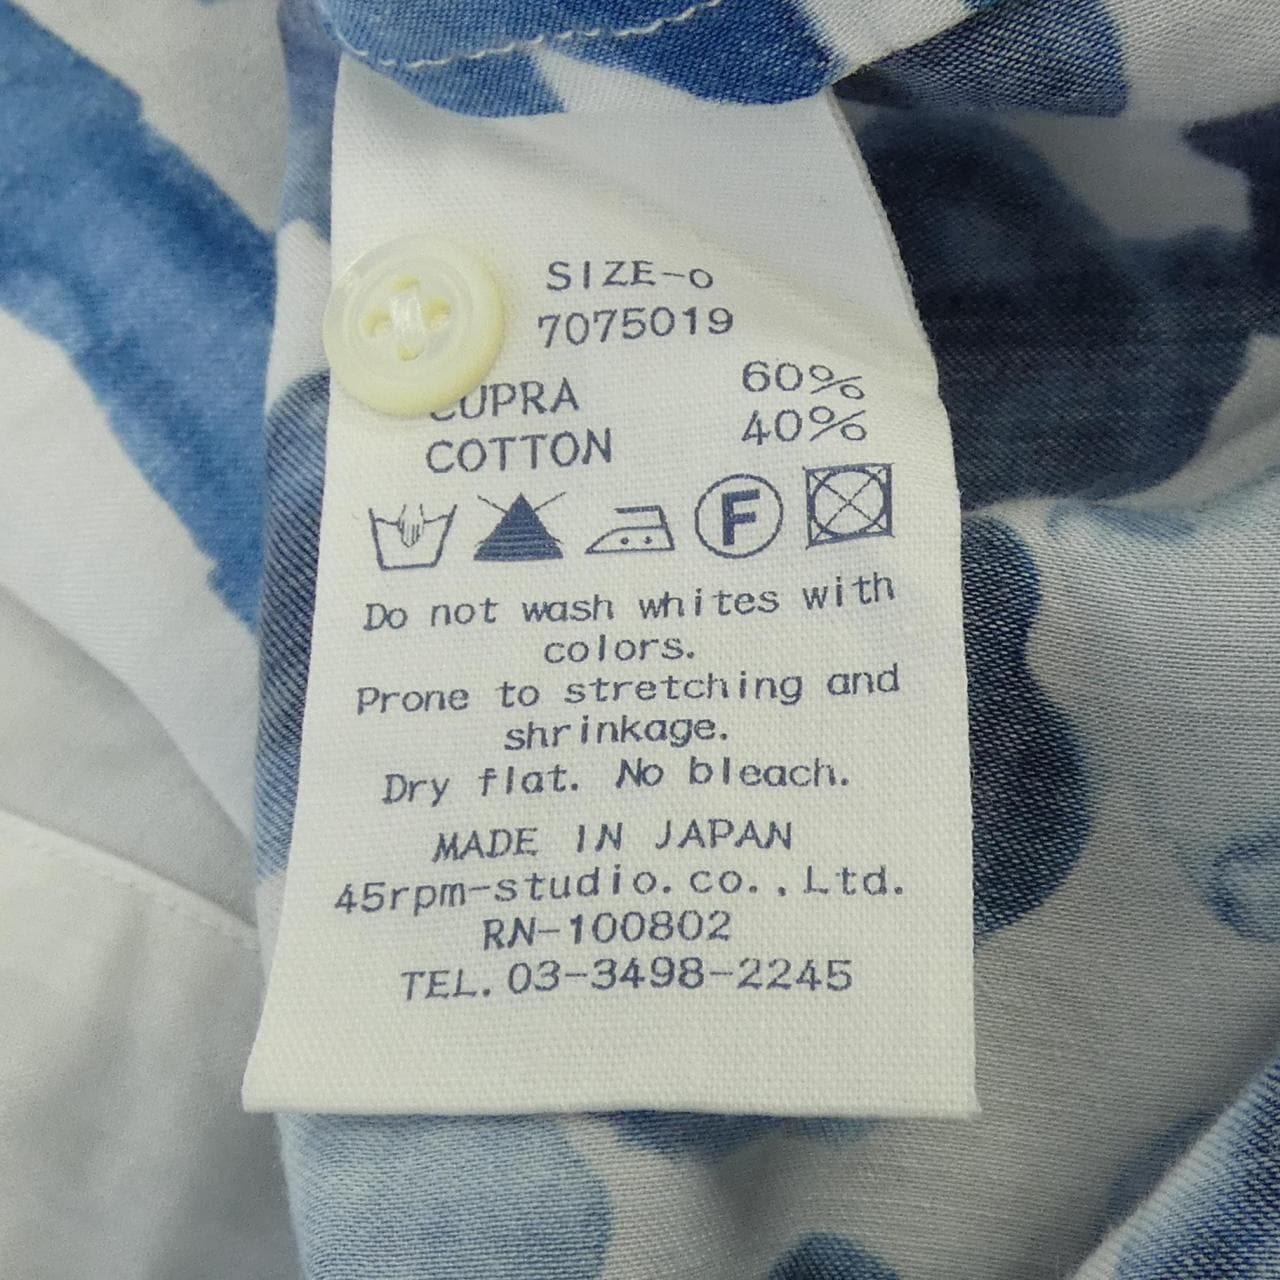 SIZE-o
7075019
CUPRA 60%
COTTON 40%
F
Do not wash whites with
colors.
Prone to stretching and
shrinkage.
Dry flat. No bleach.
MADE IN JAPAN
45rpm-studio.co.,Ltd.
RN-100802
TEL.03-3498-2245